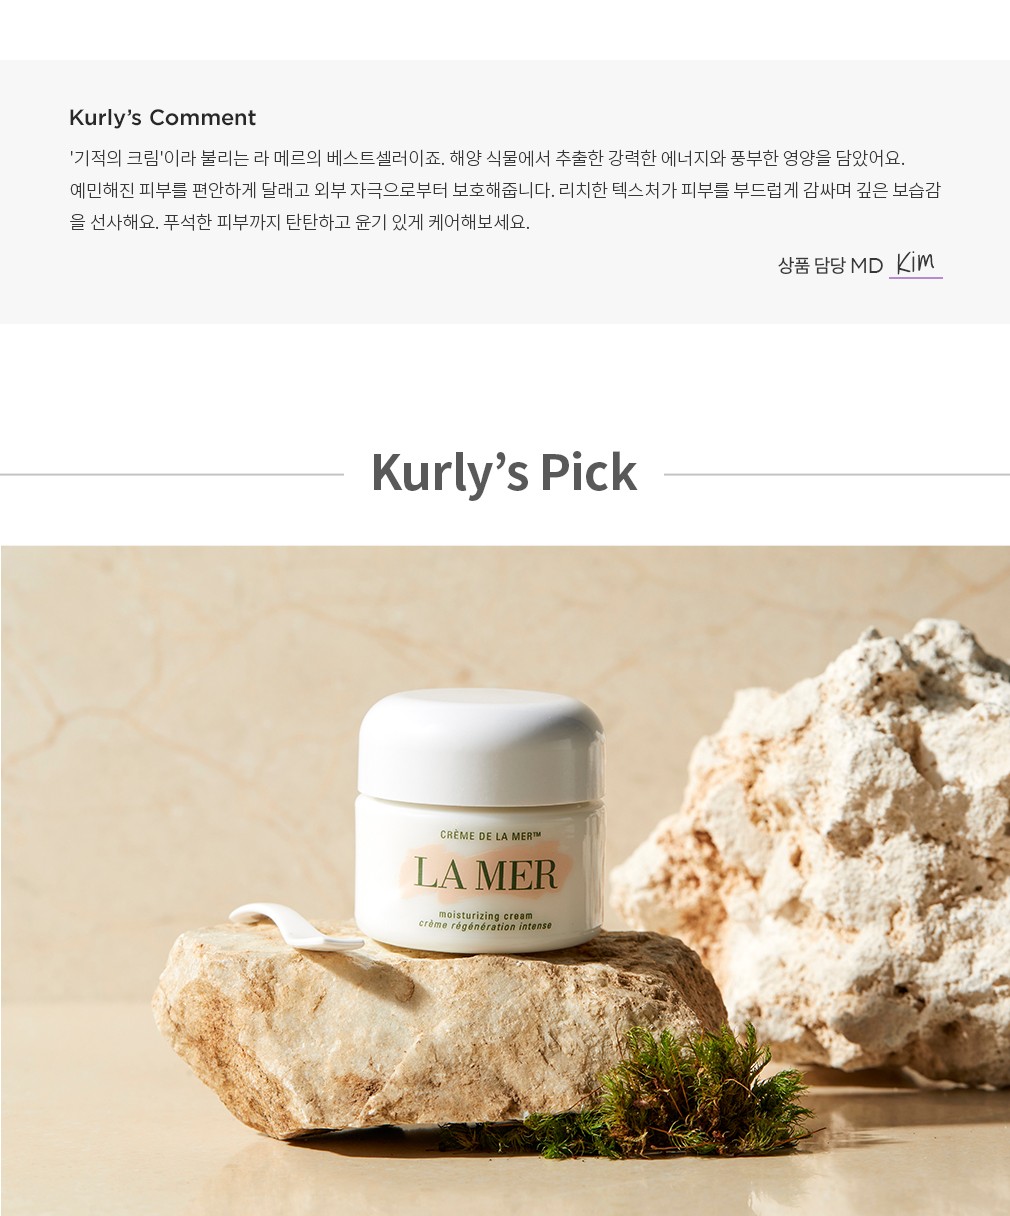 Kurly’s Comment
'기적의 크림'이라 불리는 라 메르의 베스트셀러이죠. 해양 식물에서 추출한 강력한 에너지와 풍부한 영양을 담았어요.
예민해진 피부를 편안하게 달래고 외부 자극으로부터 보호해줍니다. 리치한 텍스처가 피부를 부드럽게 감싸며 깊은 보습감
을 선사해요. 푸석한 피부까지 탄탄하고 윤기 있게 케어해보세요.
상품 담당 MD Kim
Kurly’s Pick
CRÈME DE LA MER™
LA MER
moisturizing cream
crème régénération intense